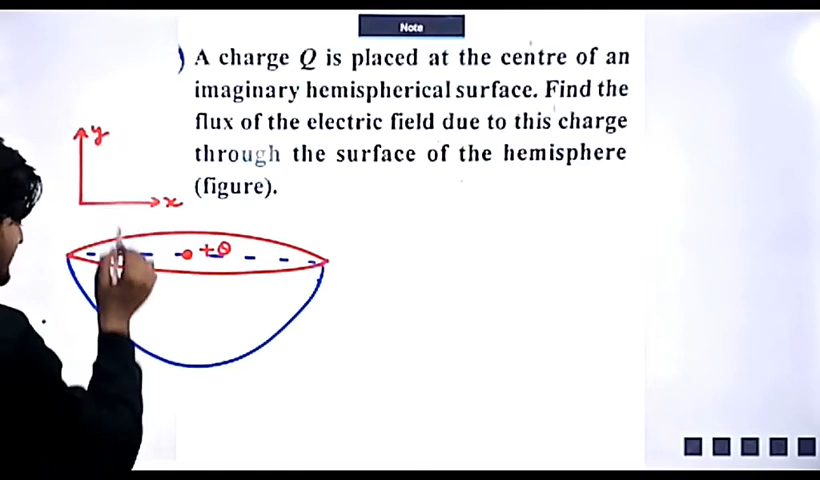 Note
) A charge Q is placed at the centre of an
imaginary hemispherical surface. Find the
flux of the electric field due to this charge
through the surface of the hemisphere
(figure).
y
x
+Q